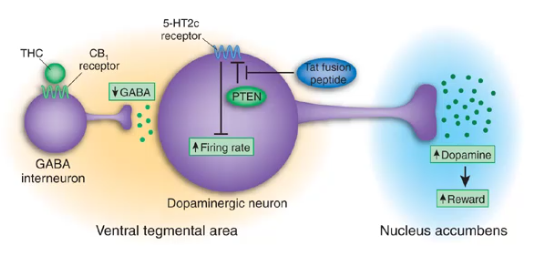 5-HT2c
receptor
THC
CB1
receptor
GABA
Tat fusion
peptide
PTEN
Firing rate
GABA
interneuron
Dopaminergic neuron
Ventral tegmental area
Dopamine
Reward
Nucleus accumbens